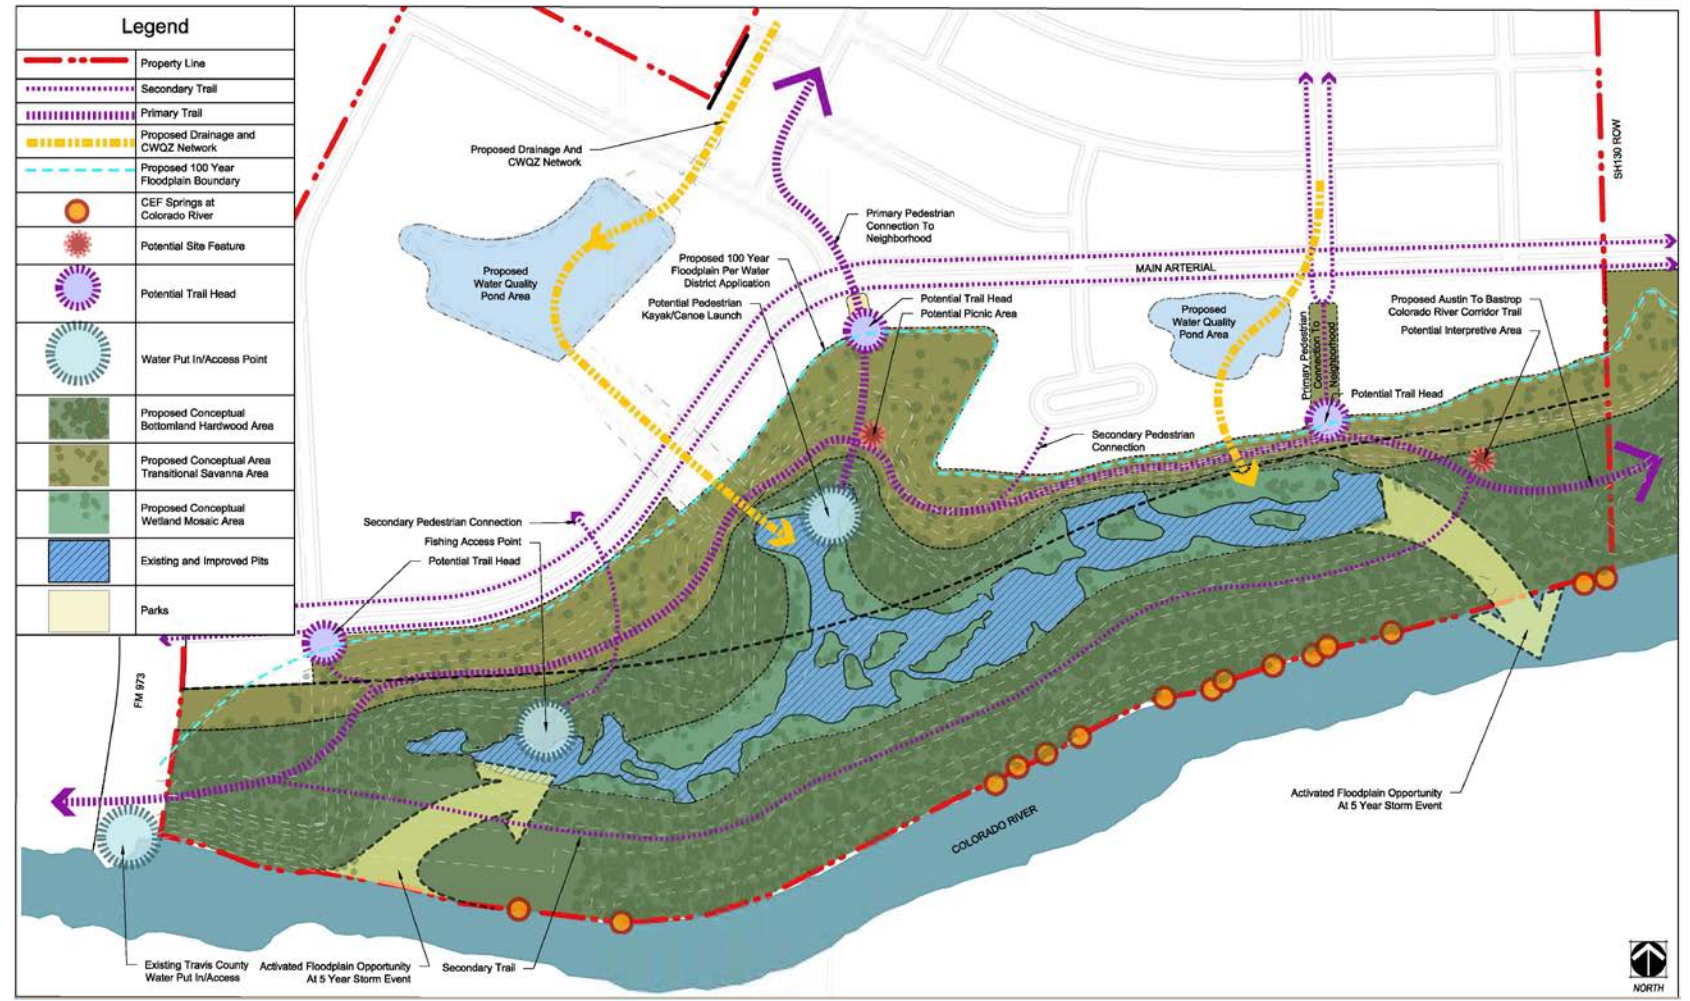 Legend
Property Line
Secondary Trail
Primary Trail
Proposed Drainage and
CWQZ Network
Proposed 100 Year
Floodplain Boundary
CEF Springs at
Colorado River
Potential Site Feature
Potential Trail Head
Water Put In/Access Point
Proposed Conceptual
Bottomland Hardwood Area
Proposed Conceptual Area
Transitional Savanna Area
Proposed Conceptual
Wetland Mosaic Area
Existing and Improved Pits
Parks
Proposed Drainage And
CWQZ Network
SH130 ROW
Primary Pedestrian
Connection To
Neighborhood
Proposed Water Quality
Pond Area
Proposed 100 Year
Floodplain Per Water
District Application
MAIN ARTERIAL
Potential Pedestrian
Kayak/Canoe Launch
Potential Trail Head
Potential Picnic Area
Proposed
Water Quality
Pond Area
Primary Pedestrian
Connection To
Neighborhood
Proposed Austin To Bastrop
Colorado River Corridor Trail
Potential Interpretive Area
Potential Trail Head
Secondary Pedestrian
Connection
Secondary Pedestrian Connection
Fishing Access Point
Potential Trail Head
FM 973
COLORADO RIVER
Activated Floodplain Opportunity
At 5 Year Storm Event
Existing Travis County
Water Put In/Access
Activated Floodplain Opportunity
At 5 Year Storm Event
Secondary Trail
NORTH